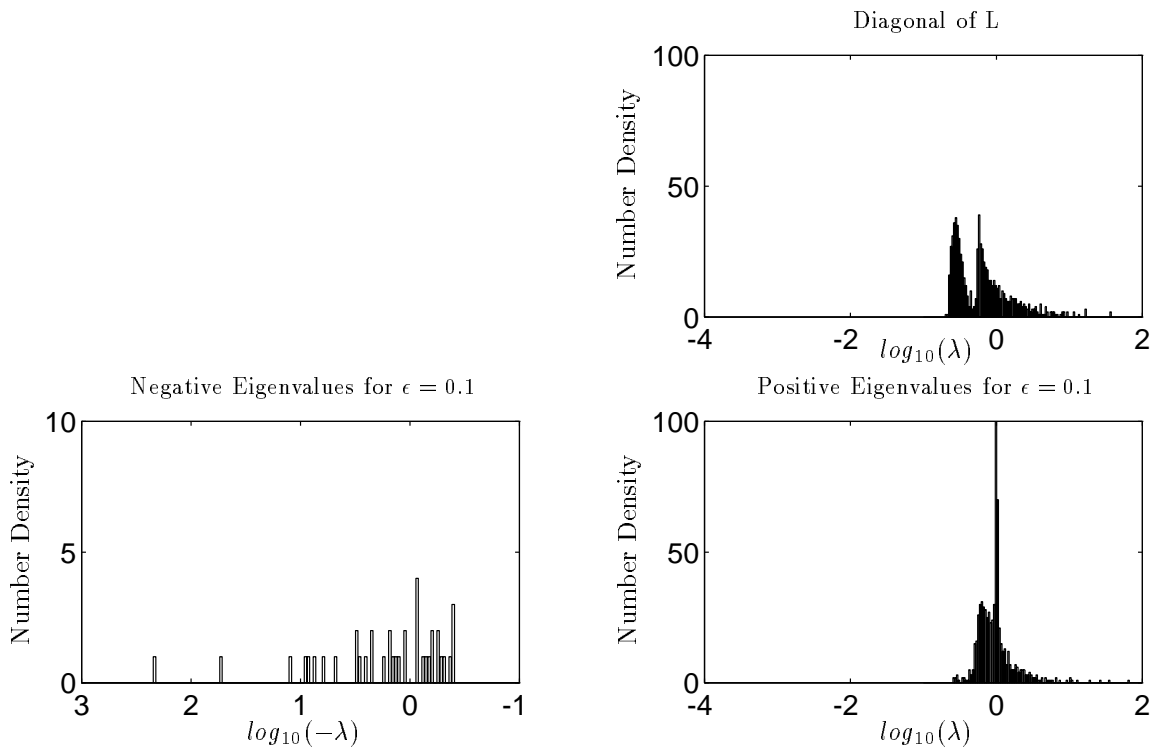 Diagonal of L
100
50
0
Number Density
-4 -2 0 2
log10(λ)
Negative Eigenvalues for ϵ = 0.1
10
5
0
Number Density
3 2 1 0 -1
log10(−λ)
Positive Eigenvalues for ϵ = 0.1
100
50
0
Number Density
-4 -2 0 2
log10(λ)